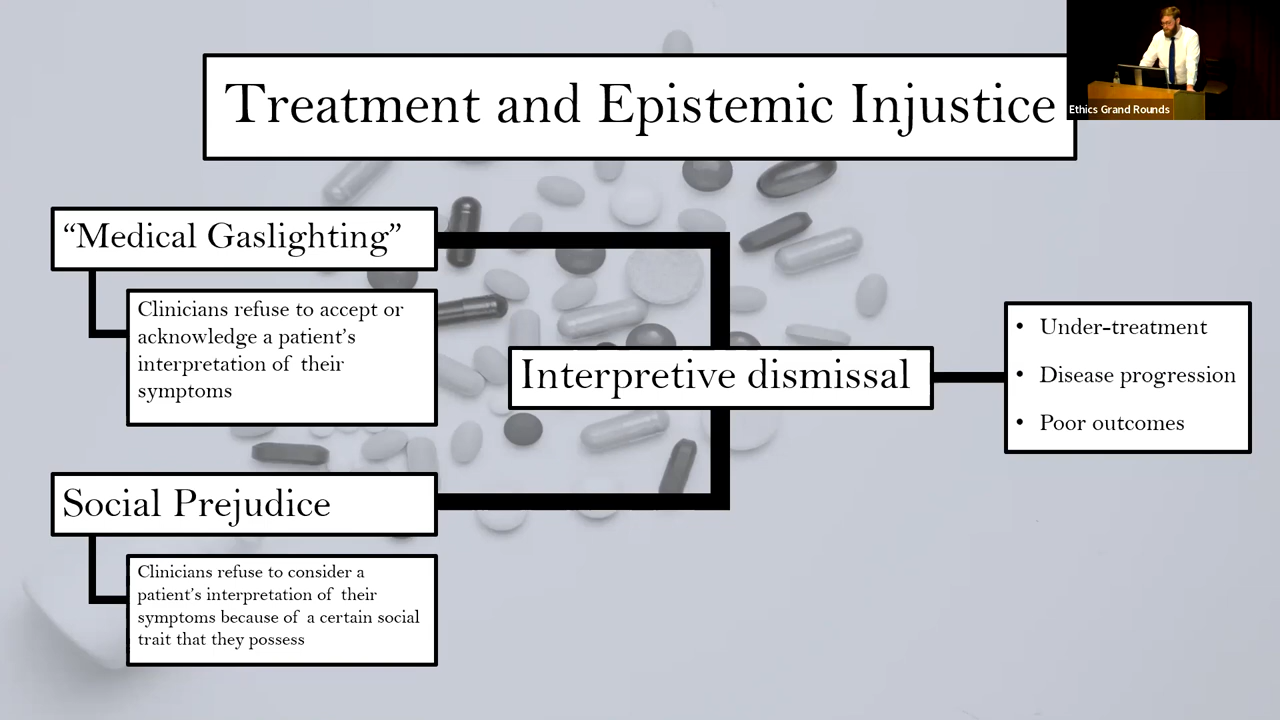 Treatment and Epistemic Injustice
Ethics Grand Rounds
“Medical Gaslighting”
Clinicians refuse to accept or
acknowledge a patient’s
interpretation of their
symptoms
Interpretive dismissal
• Under-treatment
• Disease progression
• Poor outcomes
Social Prejudice
Clinicians refuse to consider a
patient’s interpretation of their
symptoms because of a certain social
trait that they possess